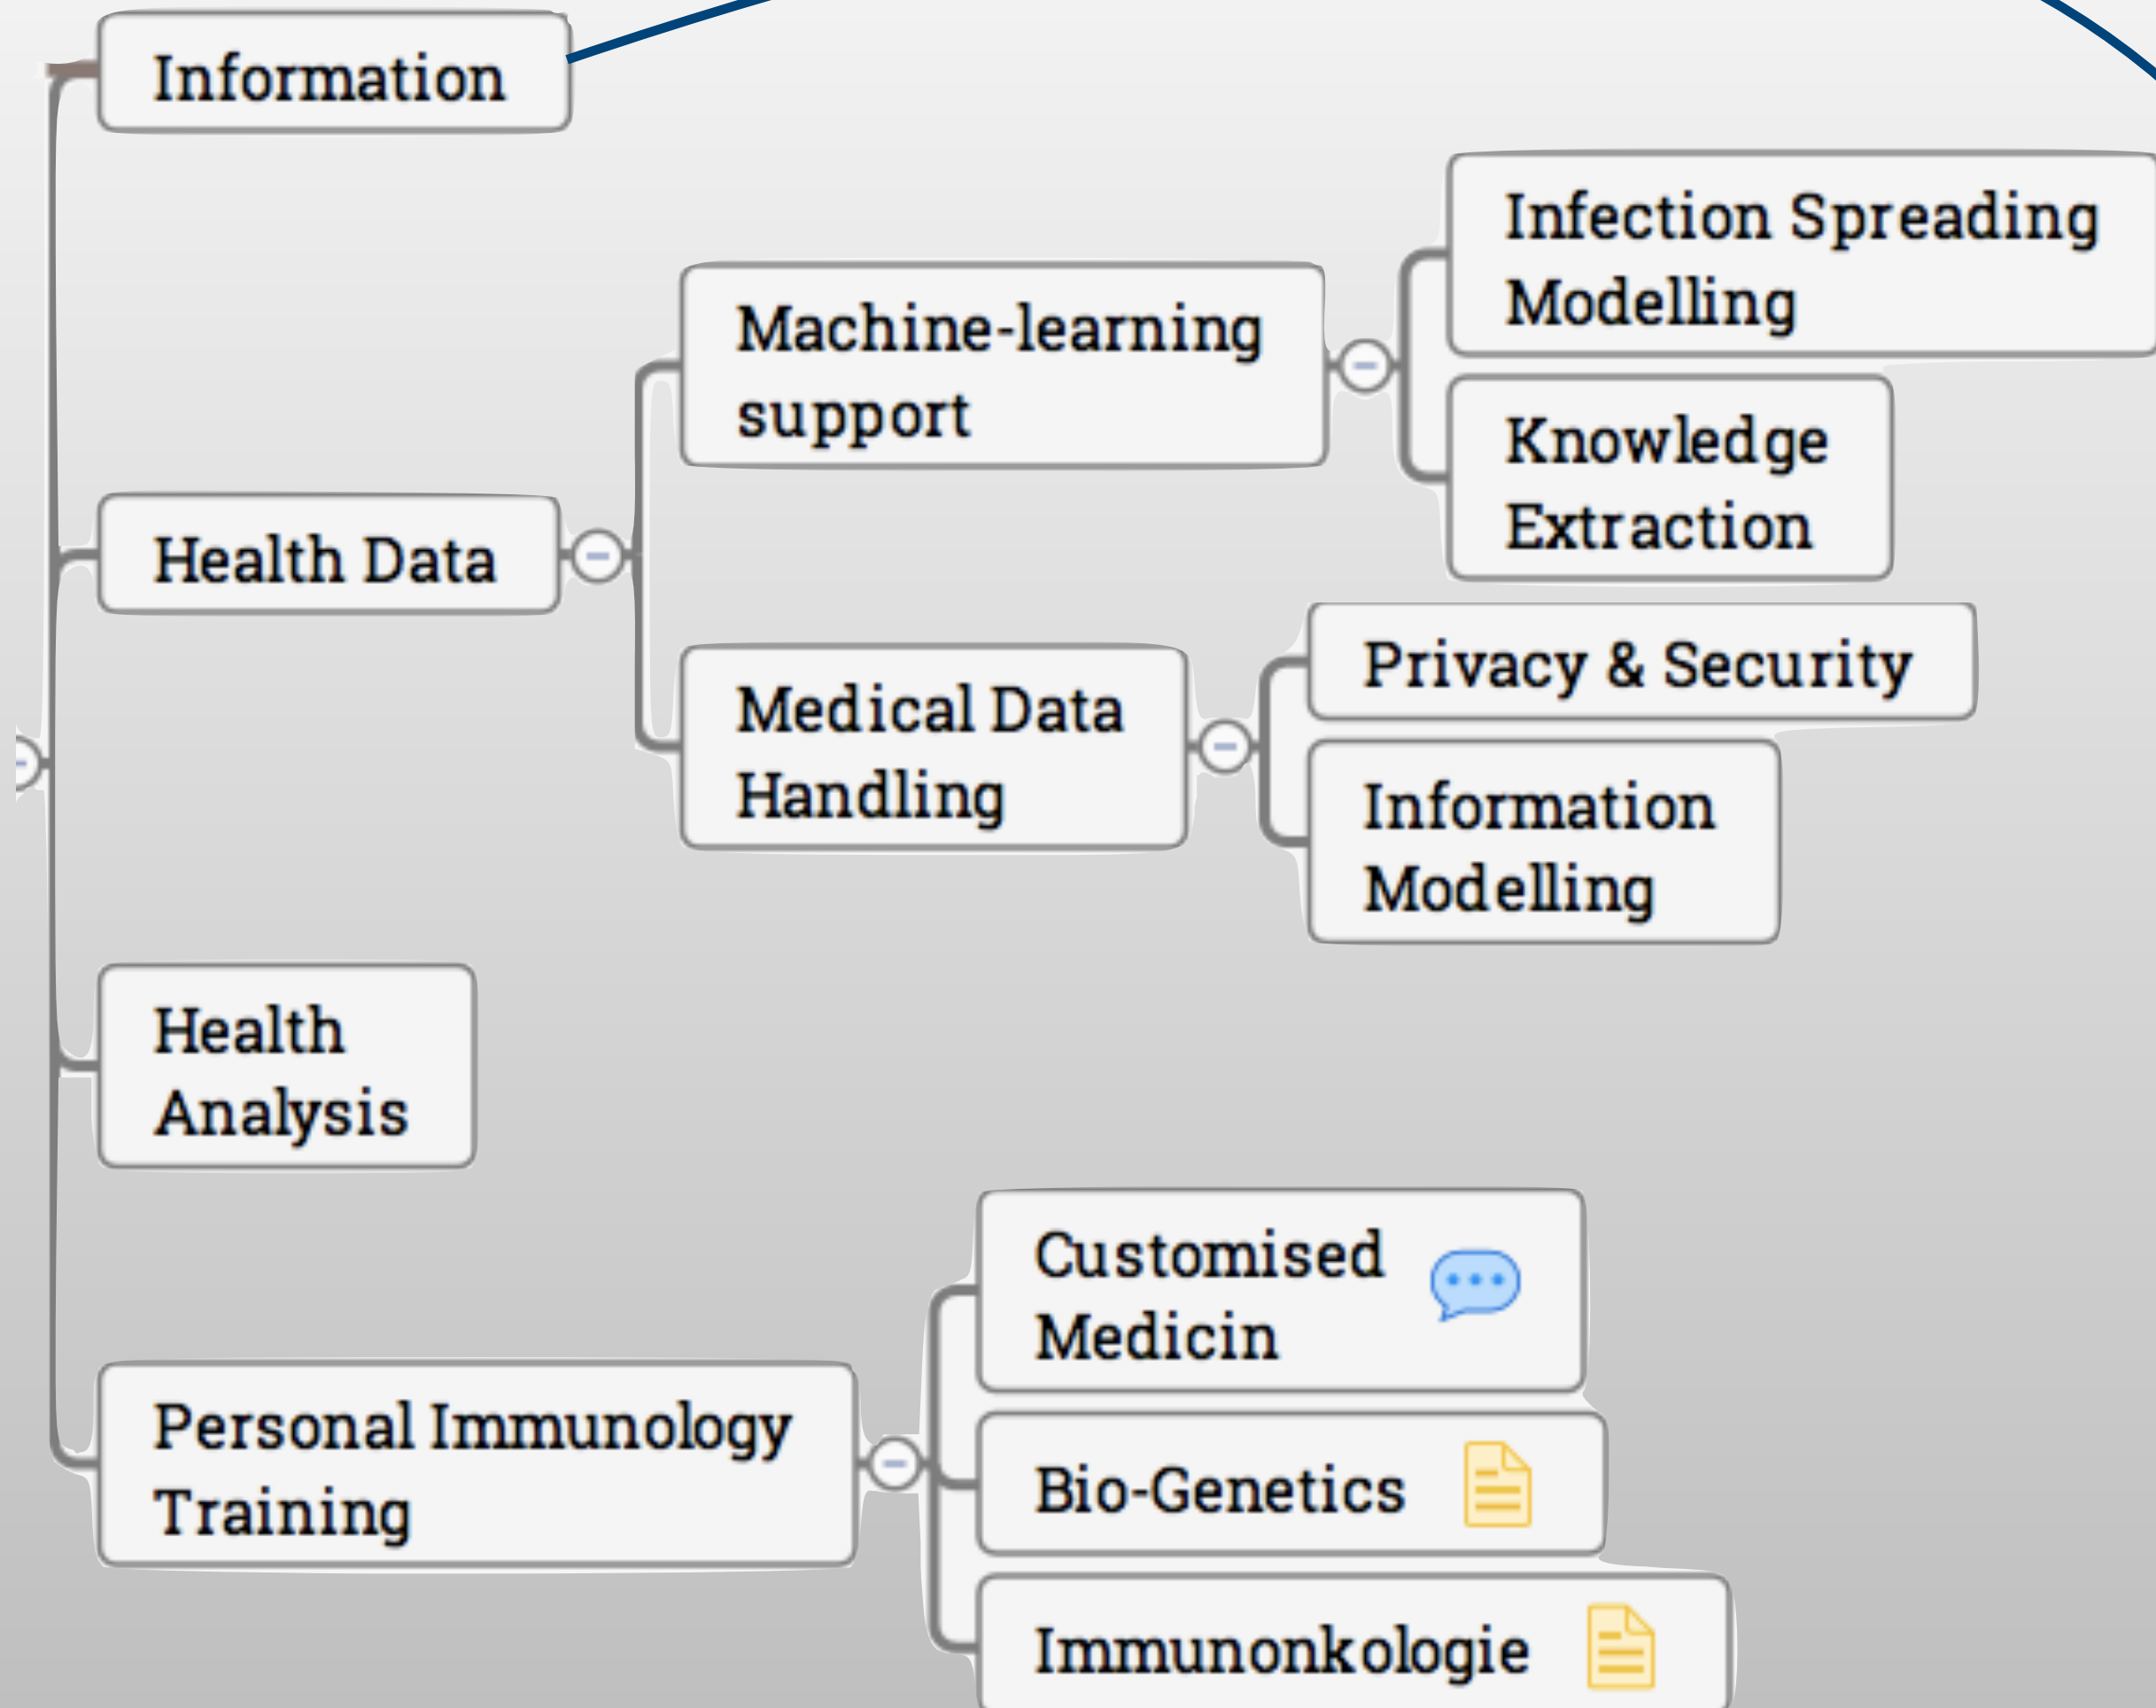 Information
Infection Spreading
Modelling
Machine-learning
support
Knowledge
Extraction
Health Data
Privacy & Security
Medical Data
Handling
Information
Modelling
Health
Analysis
Customised
Medicin
Personal Immunology
Training
Bio-Genetics
Immunonkologie